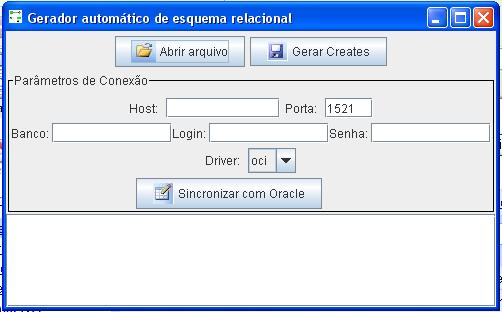 Gerador automático de esquema relacional
Abrir arquivo Gerar Creates
Parâmetros de Conexão
Host: Porta: 1521
Banco: Login: Senha:
Driver: oci
Sincronizar com Oracle